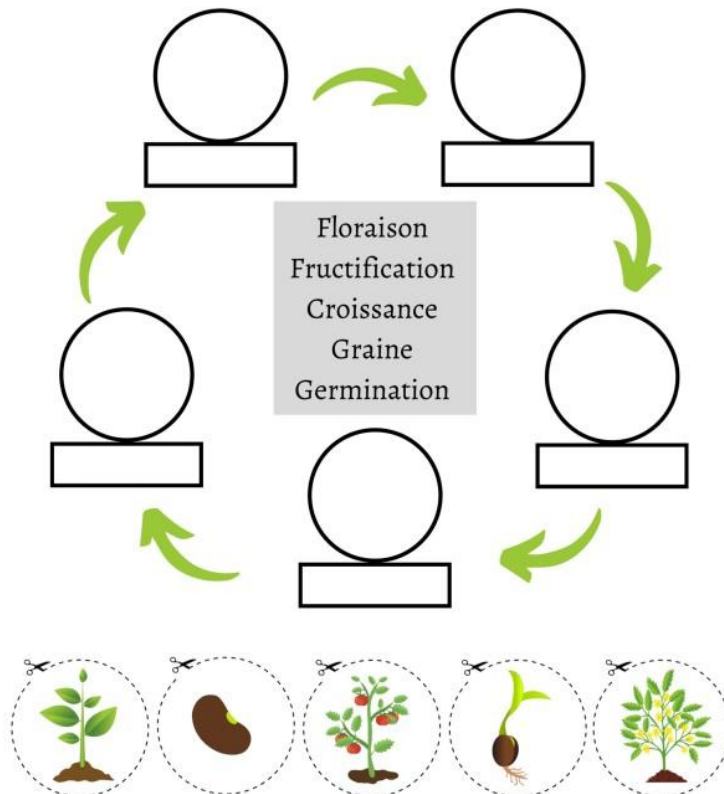 Floraison
Fructification
Croissance
Graine
Germination